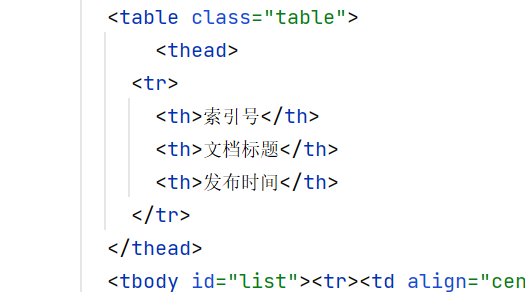 <table class="table">
<thead>
<tr>
<th>索引号</th>
<th>文档标题</th>
<th>发布时间</th>
</tr>
</thead>
<tbody id="list"><tr><td align="cen